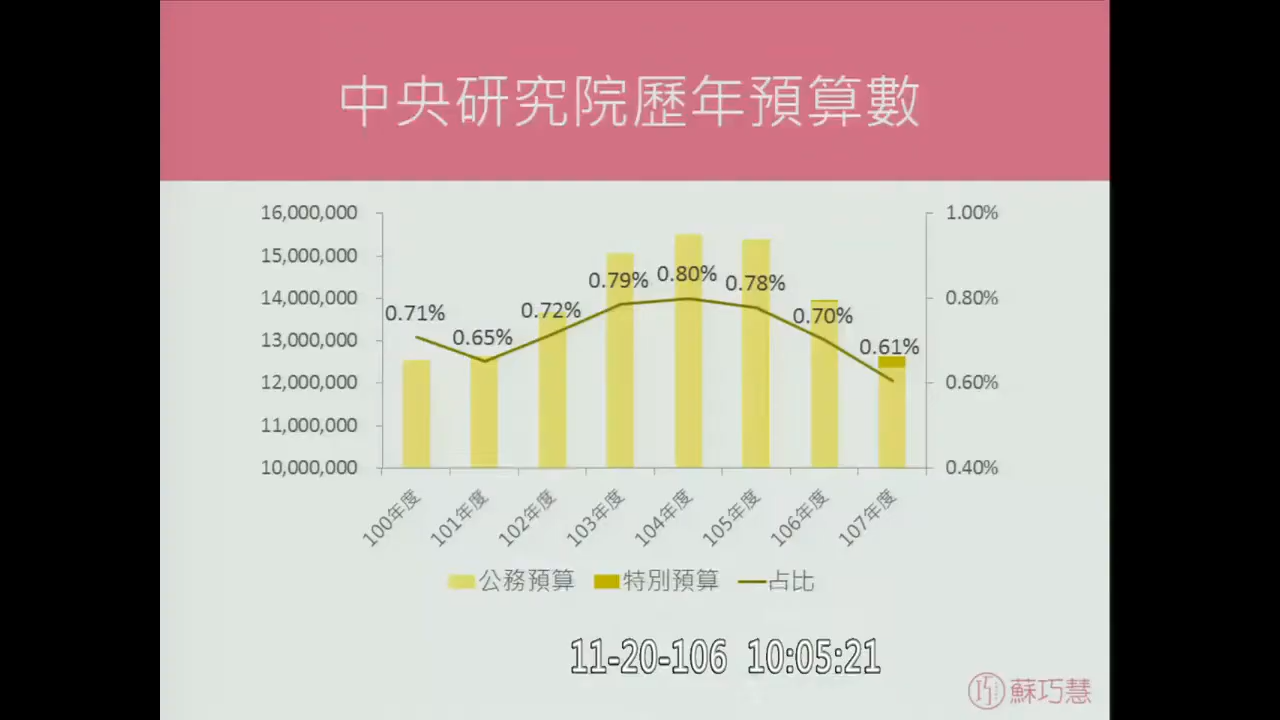 中央研究院歷年預算數
16,000,000
15,000,000
14,000,000
13,000,000
12,000,000
11,000,000
10,000,000
1.00%
0.80%
0.60%
0.40%
0.71%
0.65%
0.72%
0.79%
0.80%
0.78%
0.70%
0.61%
100年度
101年度
102年度
103年度
104年度
105年度
106年度
107年度
公務預算 特別預算 占比
11-20-106 10:05:21
巧 蘇巧慧